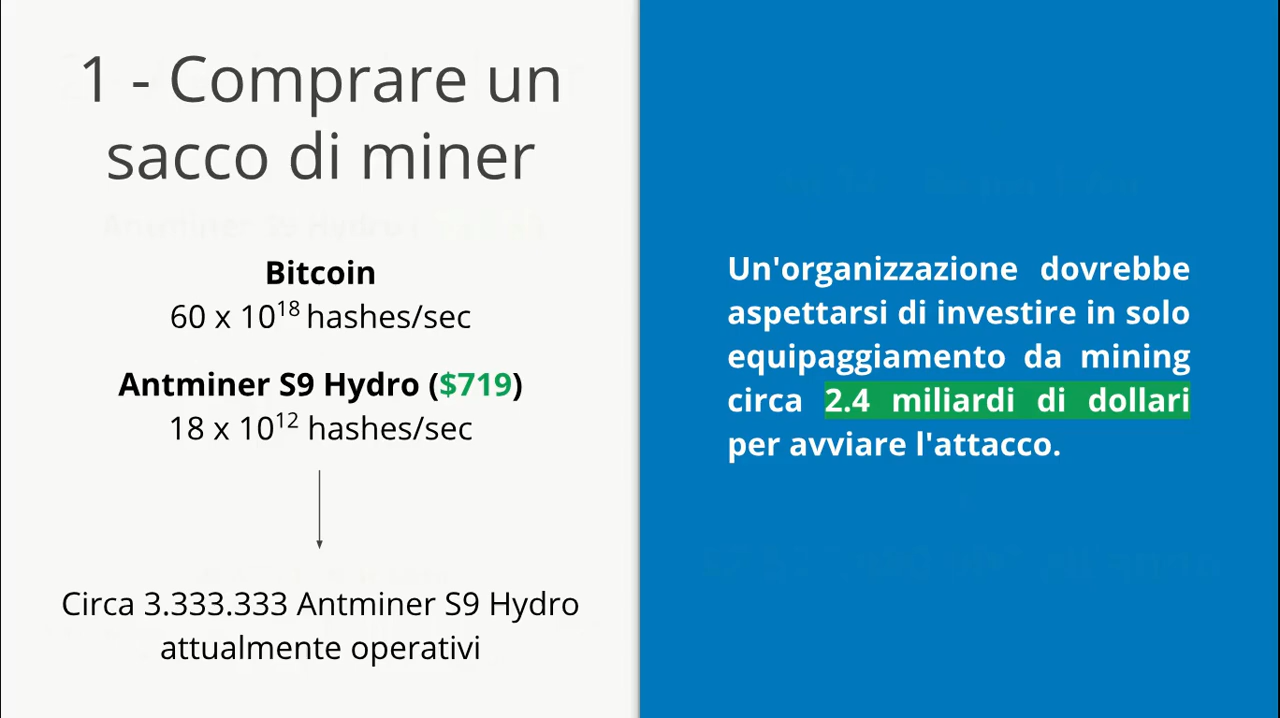 1 - Comprare un
sacco di miner
Bitcoin
60 x 10¹⁸ hashes/sec
Antminer S9 Hydro ($719)
18 x 10¹² hashes/sec
Circa 3.333.333 Antminer S9 Hydro
attualmente operativi
Un'organizzazione dovrebbe
aspettarsi di investire in solo
equipaggiamento da mining
circa 2.4 miliardi di dollari
per avviare l'attacco.